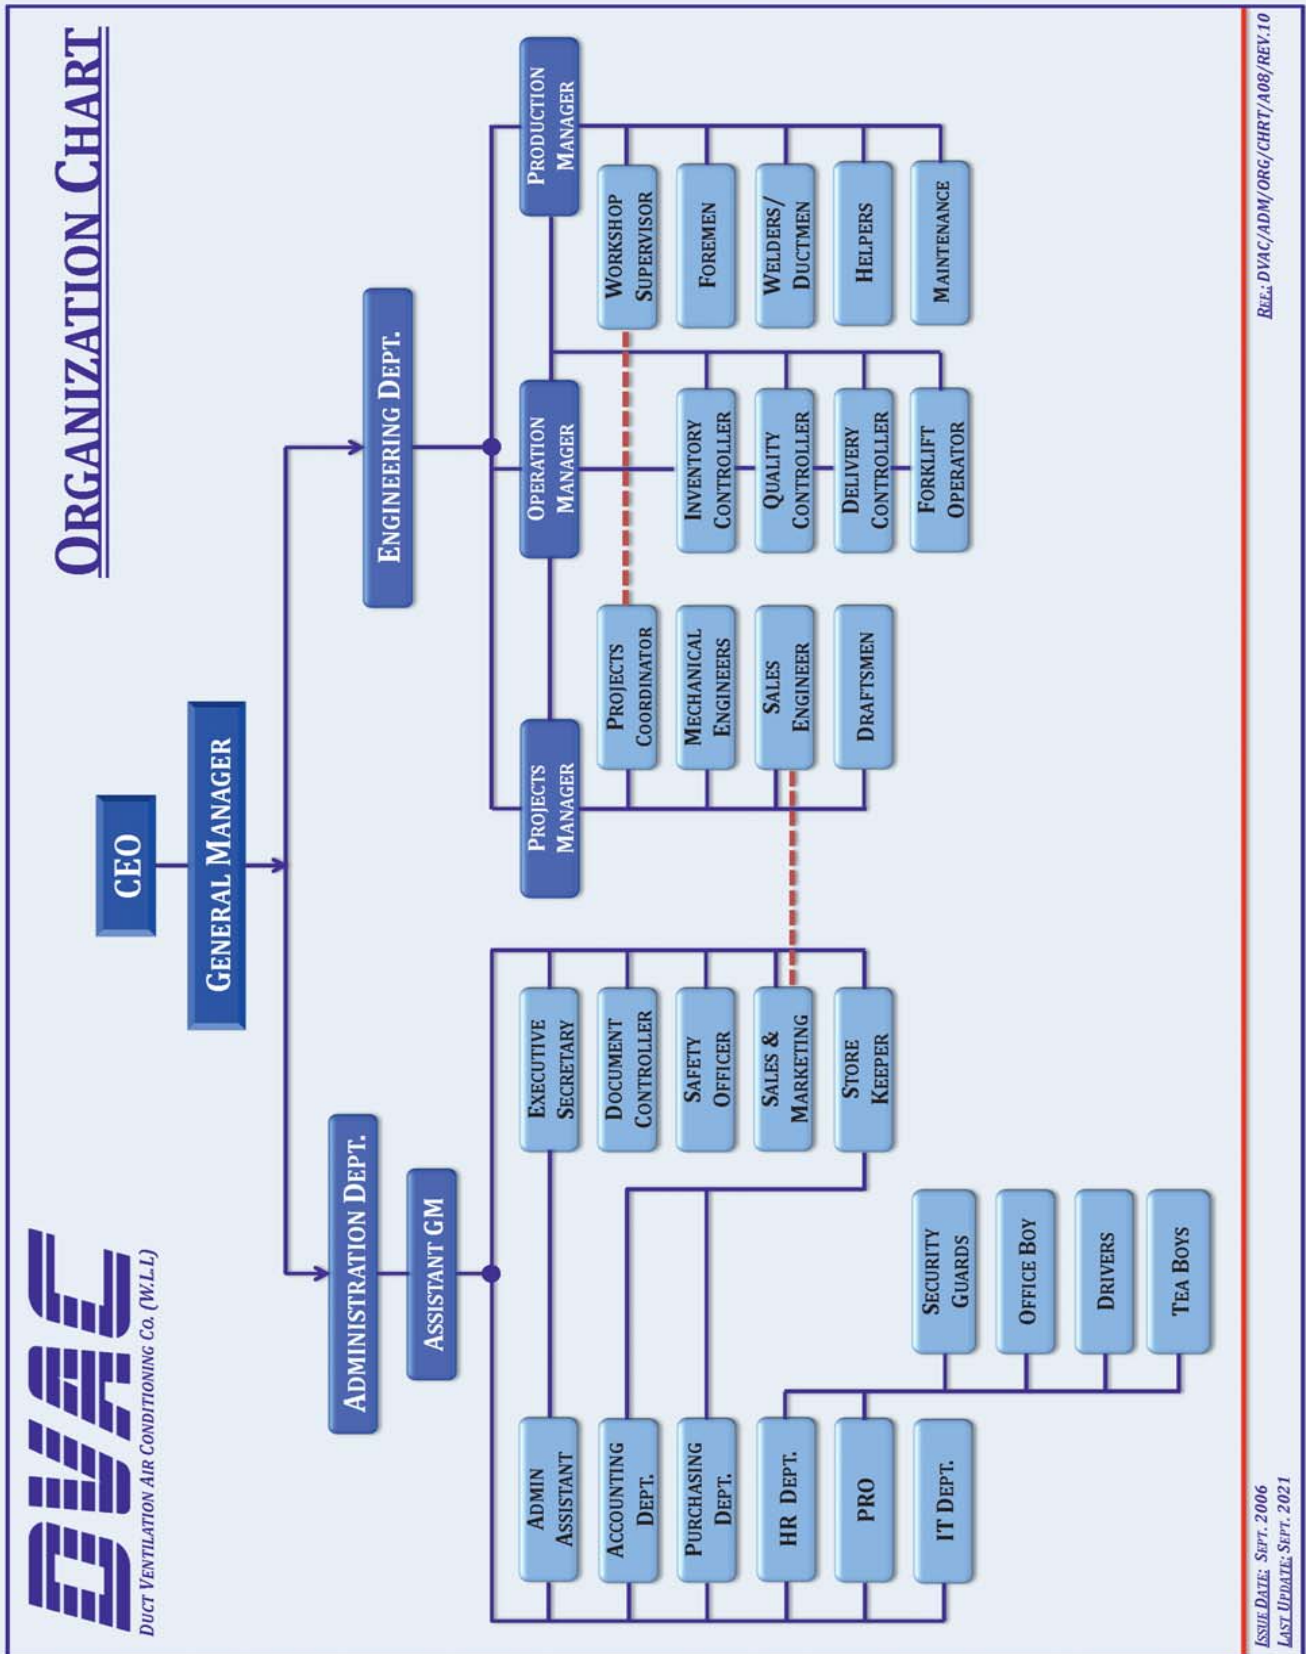 DVAC
DUCT VENTILATION AIR CONDITIONING CO. (W.L.L)
ORGANIZATION CHART
CEO
GENERAL MANAGER
ADMINISTRATION DEPT.
ASSISTANT GM
ENGINEERING DEPT.
ADMIN
ASSISTANT
ACCOUNTING
DEPT.
PURCHASING
DEPT.
HR DEPT.
PRO
IT DEPT.
SECURITY
GUARDS
OFFICE BOY
DRIVERS
TEA BOYS
EXECUTIVE
SECRETARY
DOCUMENT
CONTROLLER
SAFETY
OFFICER
SALES &
MARKETING
STORE
KEEPER
PROJECTS
MANAGER
PROJECTS
COORDINATOR
MECHANICAL
ENGINEERS
SALES
ENGINEER
DRAFTSMEN
OPERATION
MANAGER
INVENTORY
CONTROLLER
QUALITY
CONTROLLER
DELIVERY
CONTROLLER
FORKLIFT
OPERATOR
PRODUCTION
MANAGER
WORKSHOP
SUPERVISOR
FOREMEN
WELDERS/
DUCTMEN
HELPERS
MAINTENANCE
ISSUE DATE: SEPT. 2006
LAST UPDATE: SEPT. 2021
REF.: DVAC/ADM/ORG/CHRT/A08/REV.10